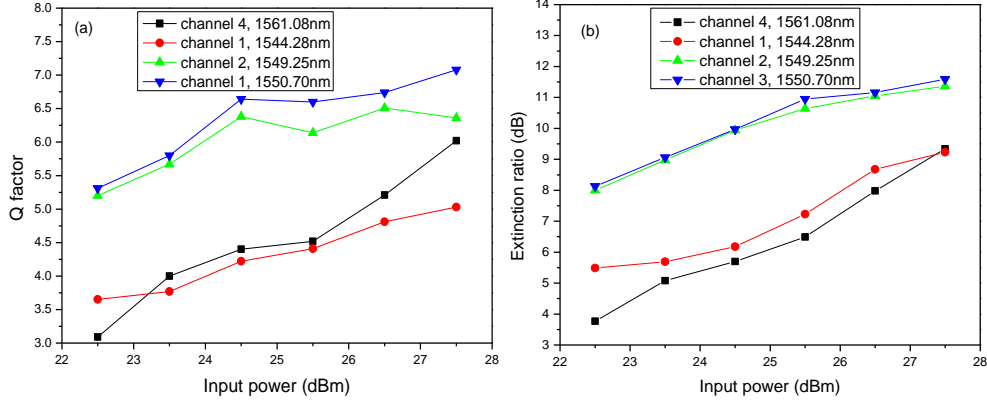 (a)
channel 4, 1561.08nm
channel 1, 1544.28nm
channel 2, 1549.25nm
channel 1, 1550.70nm
8.0
7.5
7.0
6.5
6.0
5.5
5.0
4.5
4.0
3.5
3.0
Q factor
22 23 24 25 26 27 28
Input power (dBm)
(b)
channel 4, 1561.08nm
channel 1, 1544.28nm
channel 2, 1549.25nm
channel 3, 1550.70nm
14
13
12
11
10
9
8
7
6
5
4
3
Extinction ratio (dB)
22 23 24 25 26 27 28
Input power (dBm)